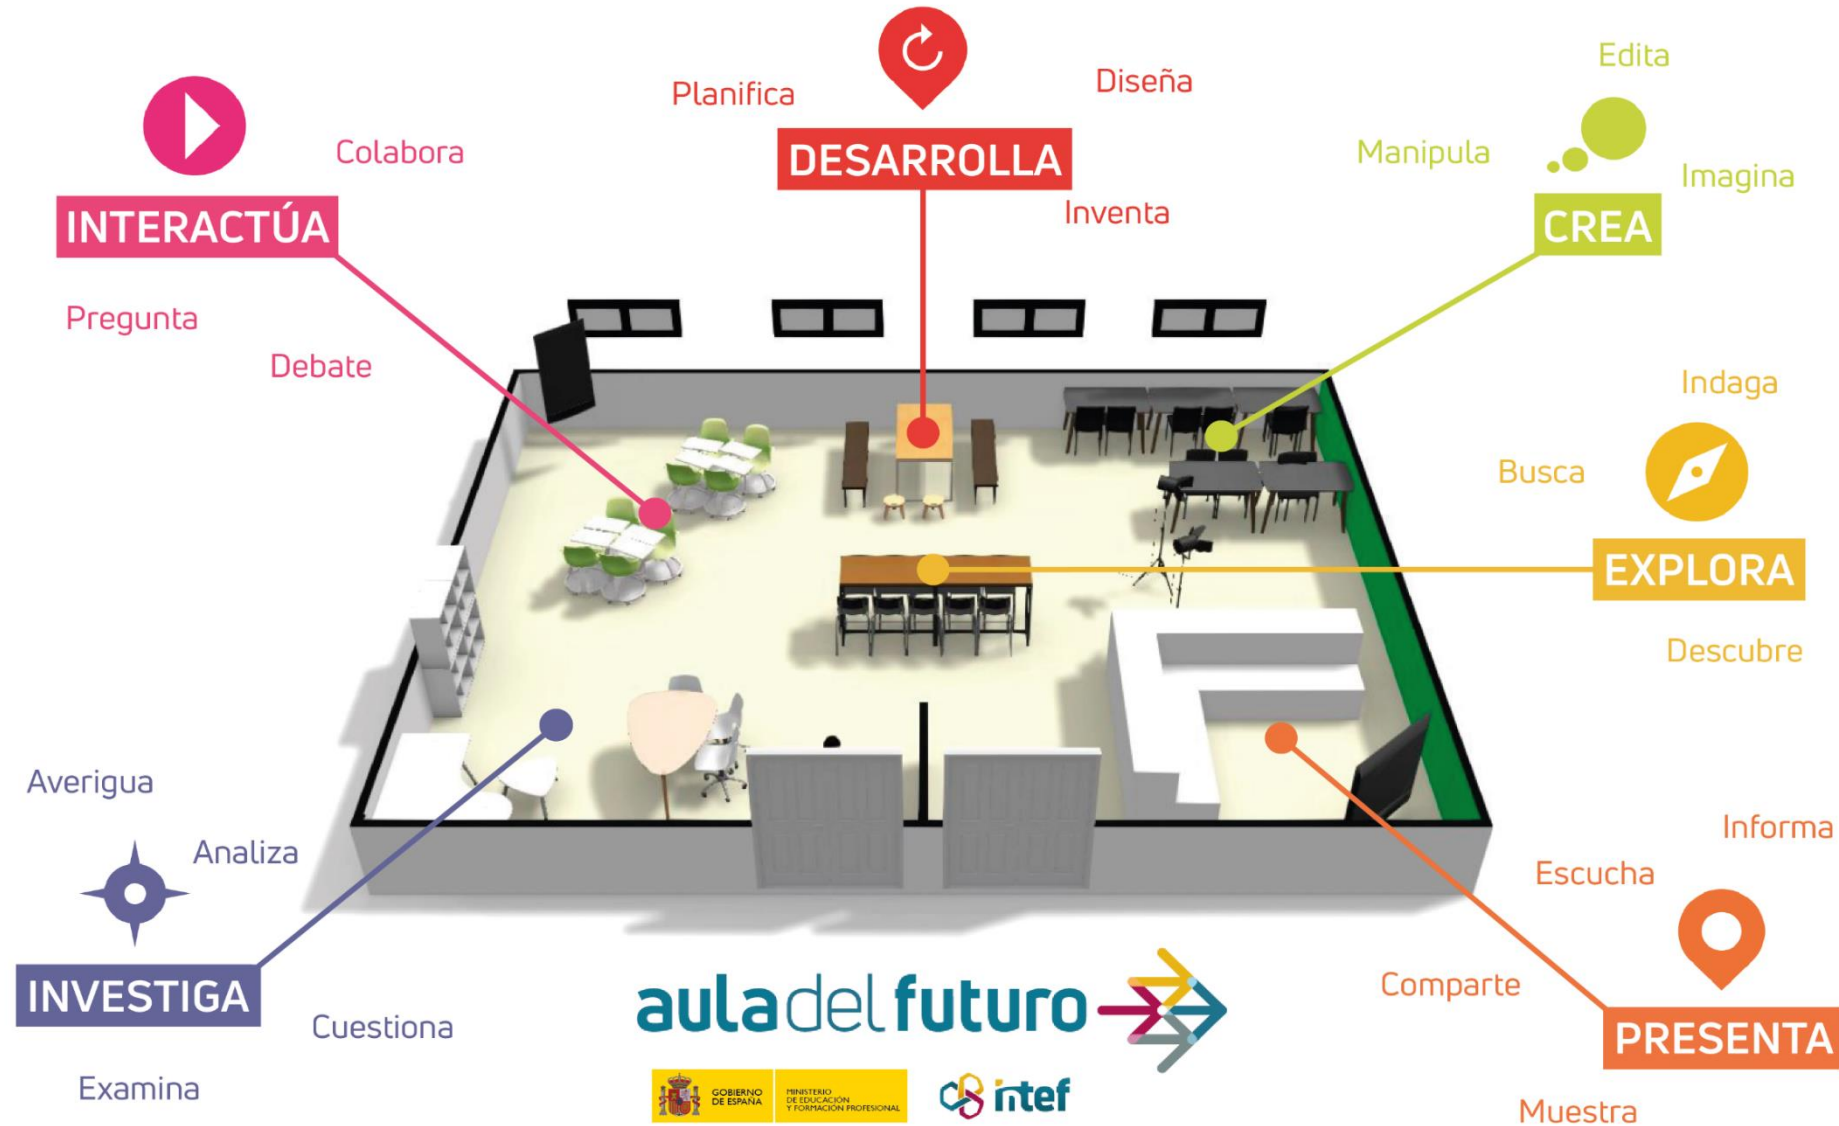 Planifica
Diseña
DESARROLLA
Inventa
Colabora
INTERACTÚA
Pregunta
Debate
Edita
Manipula
Imagina
CREA
Indaga
Busca
EXPLORA
Descubre
Averigua
Analiza
INVESTIGA
Cuestiona
Examina
Informa
Escucha
Comparte
PRESENTA
Muestra
aula del futuro
GOBIERNO
DE ESPAÑA
MINISTERIO
DE EDUCACIÓN
Y FORMACIÓN PROFESIONAL
intef